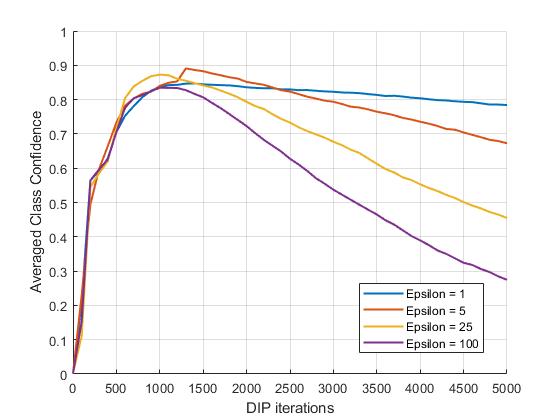 1
0.9
0.8
0.7
0.6
0.5
0.4
0.3
0.2
0.1
0
Averaged Class Confidence
Epsilon = 1
Epsilon = 5
Epsilon = 25
Epsilon = 100
0 500 1000 1500 2000 2500 3000 3500 4000 4500 5000
DIP iterations